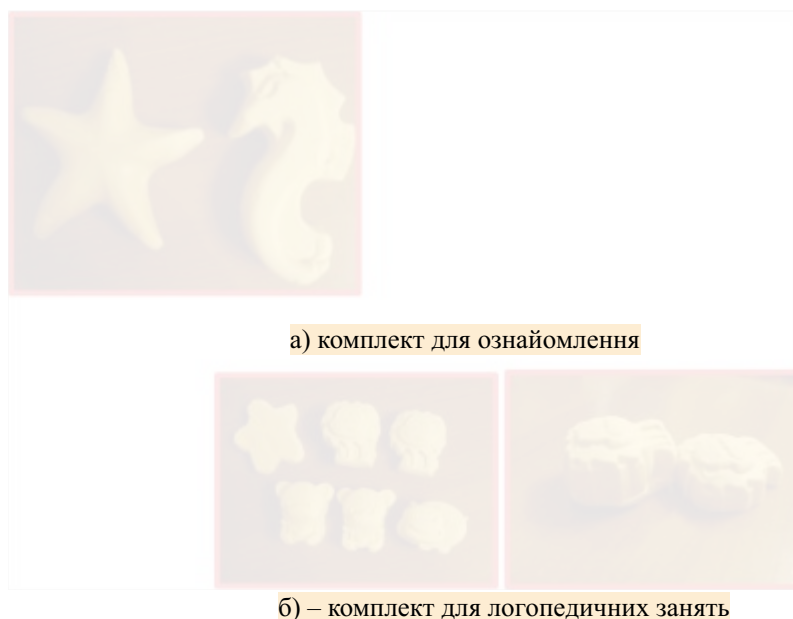 а) комплект для ознайомлення
б) – комплект для логопедичних занять